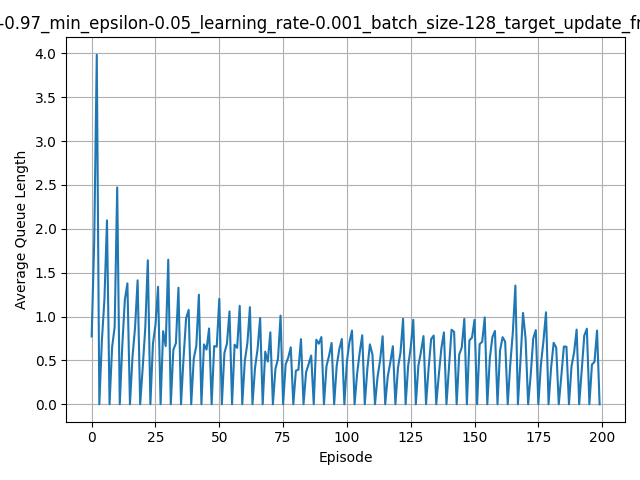 -0.97_min_epsilon-0.05_learning_rate-0.001_batch_size-128_target_update_fr
4.0
3.5
3.0
2.5
2.0
1.5
1.0
0.5
0.0
Average Queue Length
0 25 50 75 100 125 150 175 200
Episode